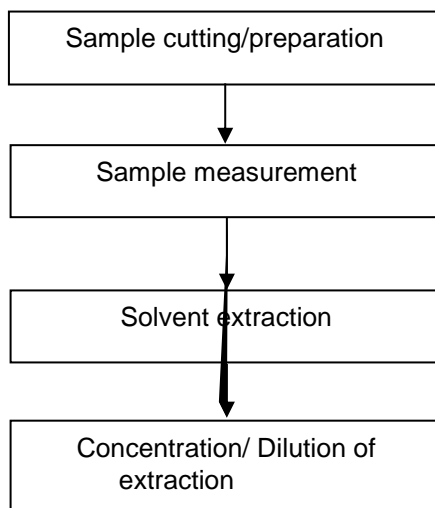 Sample cutting/preparation
Sample measurement
Solvent extraction
Concentration/ Dilution of
extraction